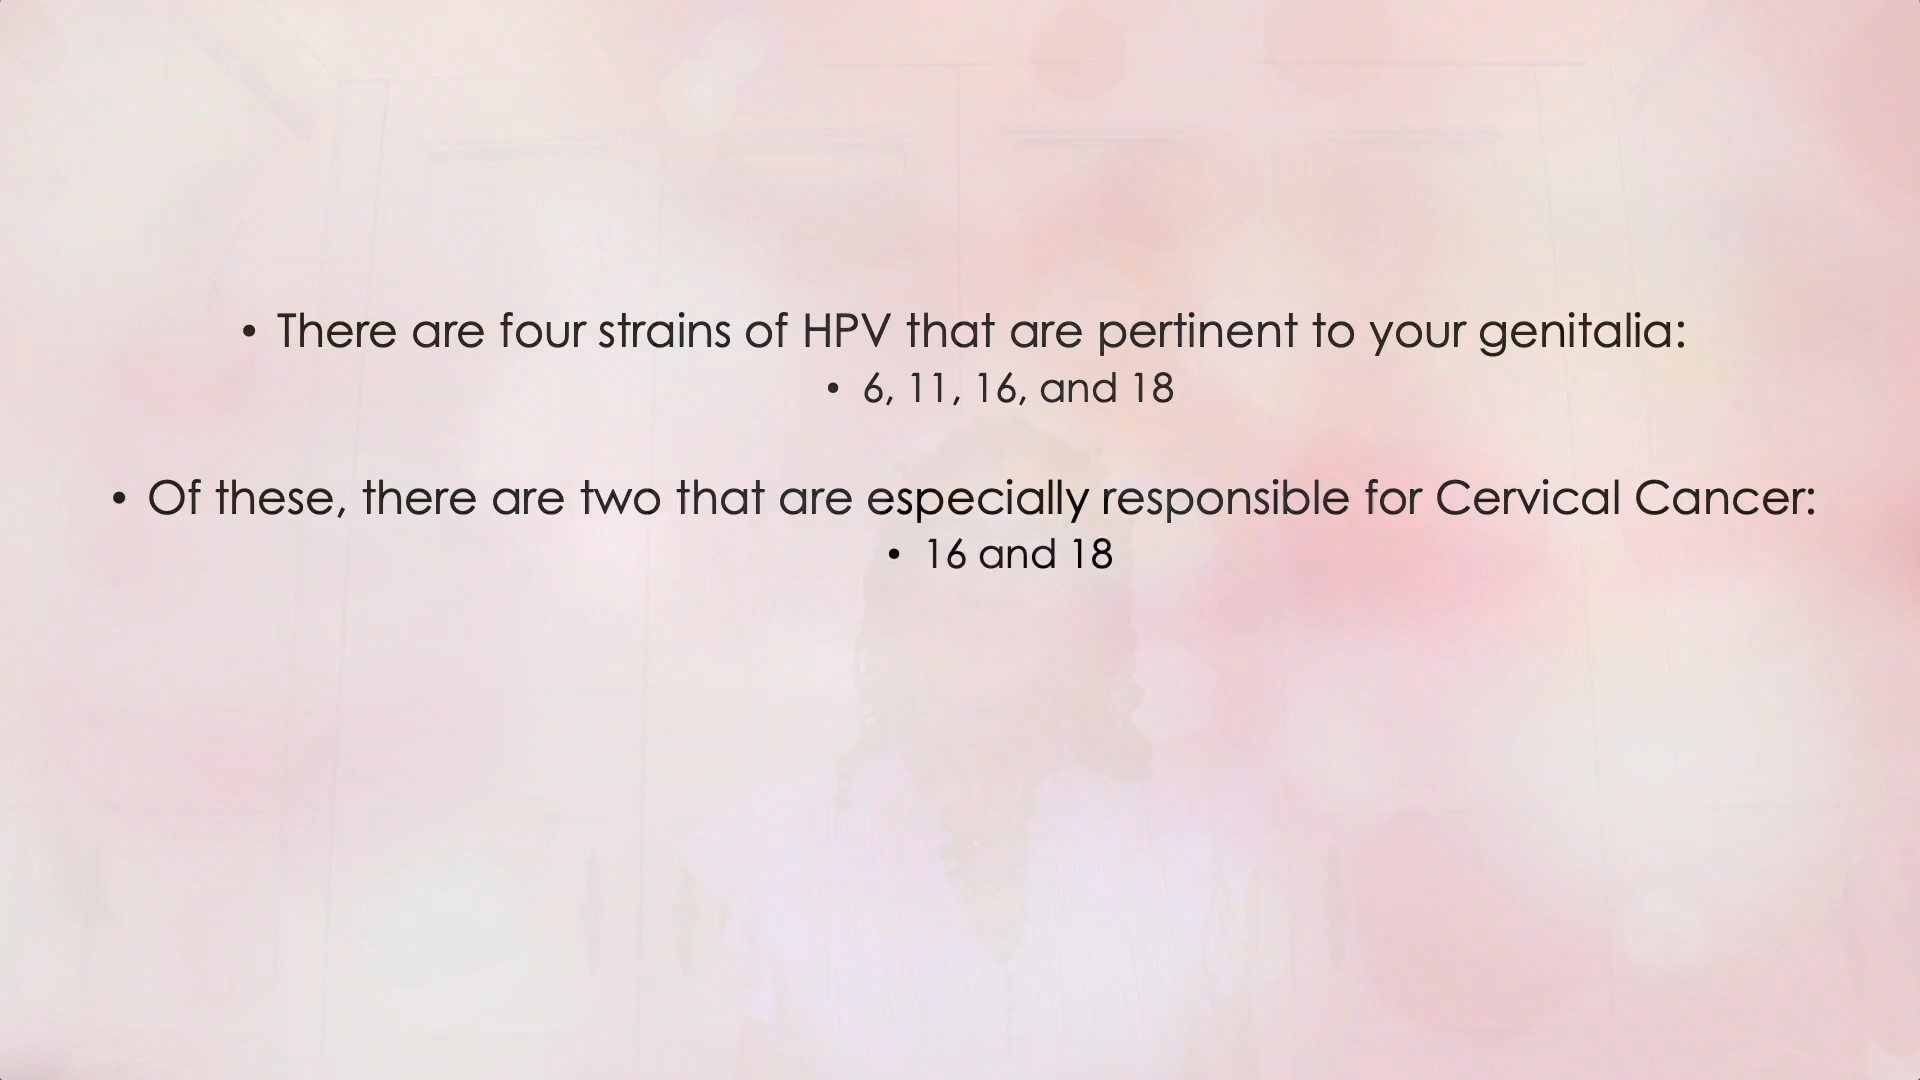 • There are four strains of HPV that are pertinent to your genitalia:
• 6, 11, 16, and 18
• Of these, there are two that are especially responsible for Cervical Cancer:
• 16 and 18